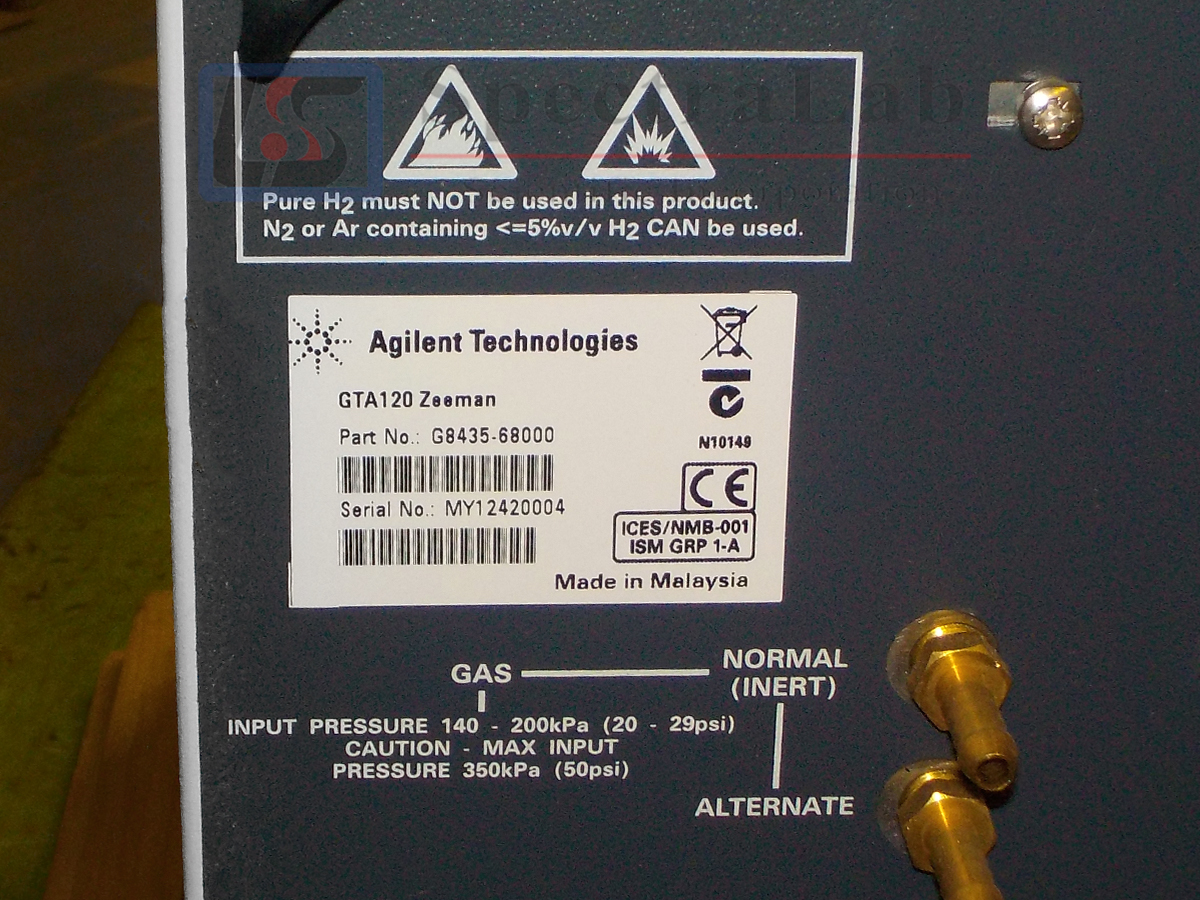 SpectraLab
Pure H2 must NOT be used in this product.
N2 or Ar containing <=5%v/v H2 CAN be used.
Agilent Technologies
GTA120 Zeeman
Part No.: G8435-68000
N10149
CE
Serial No.: MY12420004
ICES/NMB-001
ISM GRP 1-A
Made in Malaysia
GAS
NORMAL
(INERT)
INPUT PRESSURE 140 - 200kPa (20 - 29psi)
CAUTION - MAX INPUT
PRESSURE 350kPa (50psi)
ALTERNATE